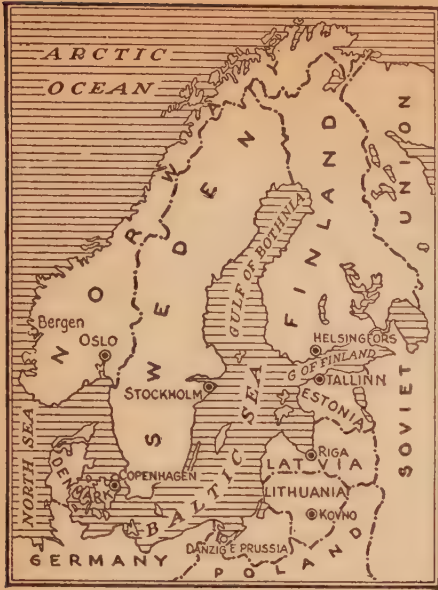 ARCTIC
OCEAN
NORWAY
SWEDEN
FINLAND
SOVIET UNION
GULF OF BOTHNIA
Bergen
OSLO
HELSINGFORS
G OF FINLAND
TALLINN
STOCKHOLM
ESTONIA
NORTH SEA
BALTIC SEA
RIGA
LATVIA
DENMARK
COPENHAGEN
LITHUANIA
KOVNO
DANZIG
E PRUSSIA
GERMANY
POLAND